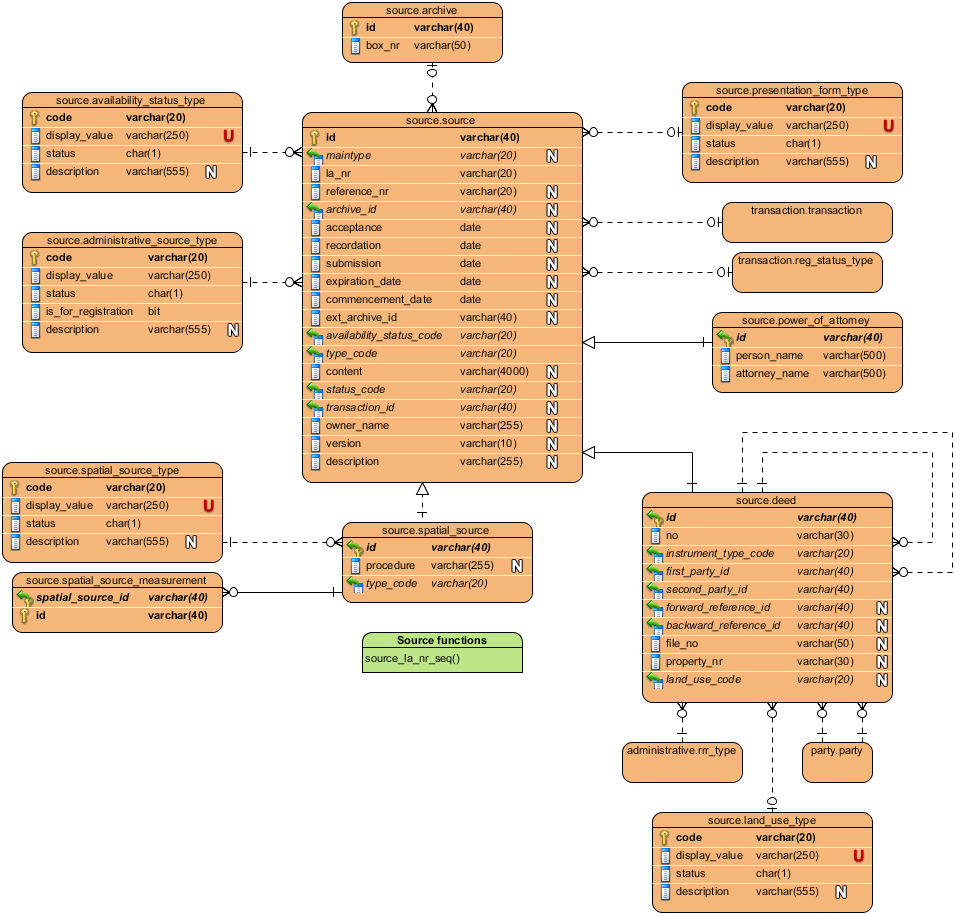 source.archive
id varchar(40)
box_nr varchar(50)
source.availability_status_type
code varchar(20)
display_value varchar(250) U
status char(1)
description varchar(555) N
source.administrative_source_type
code varchar(20)
display_value varchar(250)
status char(1)
is_for_registration bit
description varchar(555) N
source.source
id varchar(40)
maintype varchar(20) N
la_nr varchar(20)
reference_nr varchar(20) N
archive_id varchar(40) N
acceptance date N
recordation date N
submission date N
expiration_date date N
commencement_date date N
ext_archive_id varchar(40) N
availability_status_code varchar(20)
type_code varchar(20)
content varchar(4000) N
status_code varchar(20) N
transaction_id varchar(40) N
owner_name varchar(255) N
version varchar(10) N
description varchar(255) N
source.presentation_form_type
code varchar(20)
display_value varchar(250) U
status char(1)
description varchar(555) N
transaction.transaction
transaction.reg_status_type
source.power_of_attorney
id varchar(40)
person_name varchar(500)
attorney_name varchar(500)
source.spatial_source_type
code varchar(20)
display_value varchar(250) U
status char(1)
description varchar(555) N
source.spatial_source_measurement
spatial_source_id varchar(40)
id varchar(40)
source.spatial_source
id varchar(40)
procedure varchar(255) N
type_code varchar(20)
Source functions
source_la_nr_seq()
source.deed
id varchar(40)
no varchar(30)
instrument_type_code varchar(20)
first_party_id varchar(40)
second_party_id varchar(40)
forward_reference_id varchar(40) N
backward_reference_id varchar(40) N
file_no varchar(50) N
property_nr varchar(30) N
land_use_code varchar(20) N
administrative.rrr_type
party.party
source.land_use_type
code varchar(20)
display_value varchar(250) U
status char(1)
description varchar(555) N